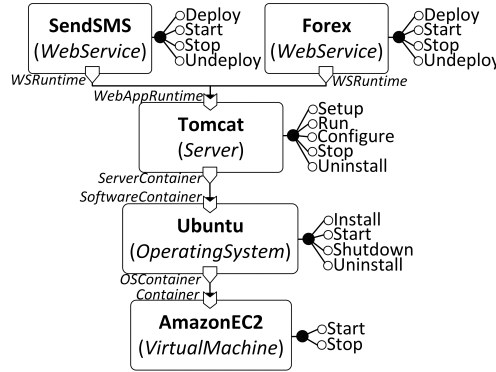 SendSMS
(WebService)
Deploy
Start
Stop
Undeploy
Forex
(WebService)
Deploy
Start
Stop
Undeploy
WSRuntime
WSRuntime
WebAppRuntime
Tomcat
(Server)
Setup
Run
Configure
Stop
Uninstall
ServerContainer
SoftwareContainer
Ubuntu
(OperatingSystem)
Install
Start
Shutdown
Uninstall
OSContainer
Container
AmazonEC2
(VirtualMachine)
Start
Stop